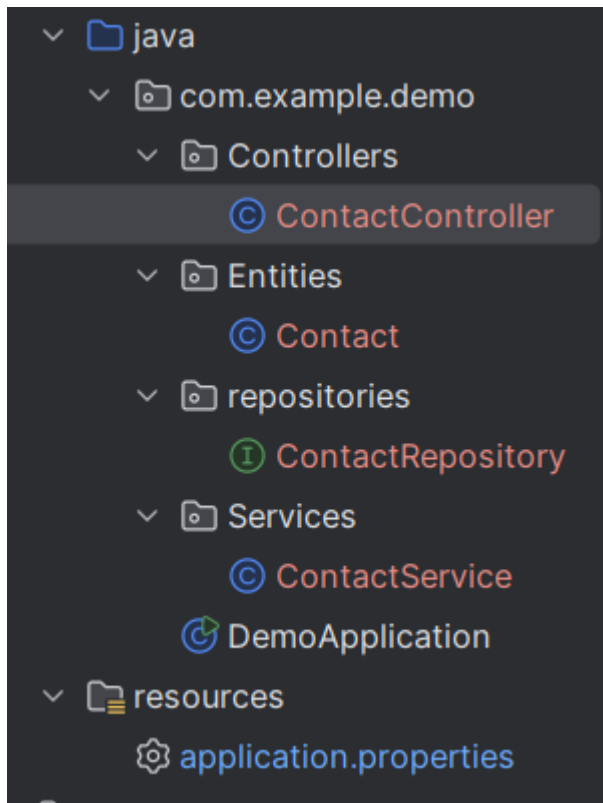 java
com.example.demo
Controllers
ContactController
Entities
Contact
repositories
ContactRepository
Services
ContactService
DemoApplication
resources
application.properties